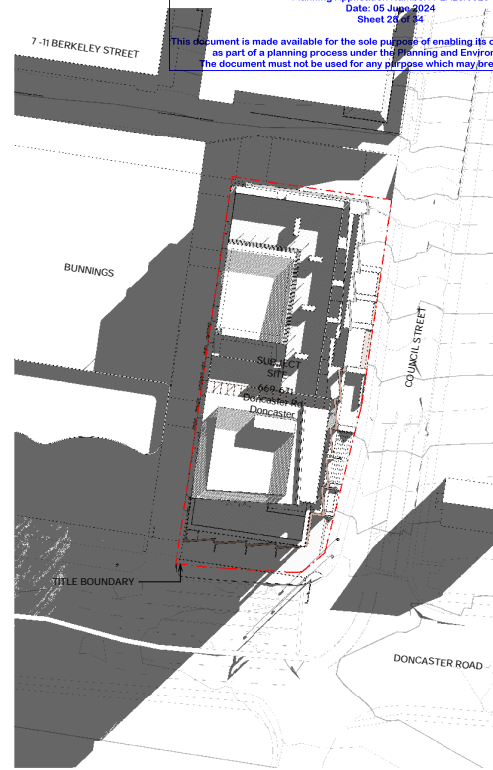 Date: 05 June 2024
Sheet 28 of 34
This document is made available for the sole purpose of enabling its
as part of a planning process under the Planning and
The document must not be used for any purpose which may
7 -11 BERKELEY STREET
BUNNINGS
COUNCIL STREET
SUBJECT
SITE
669-671
Doncaster Rd
Doncaster
TITLE BOUNDARY
DONCASTER ROAD